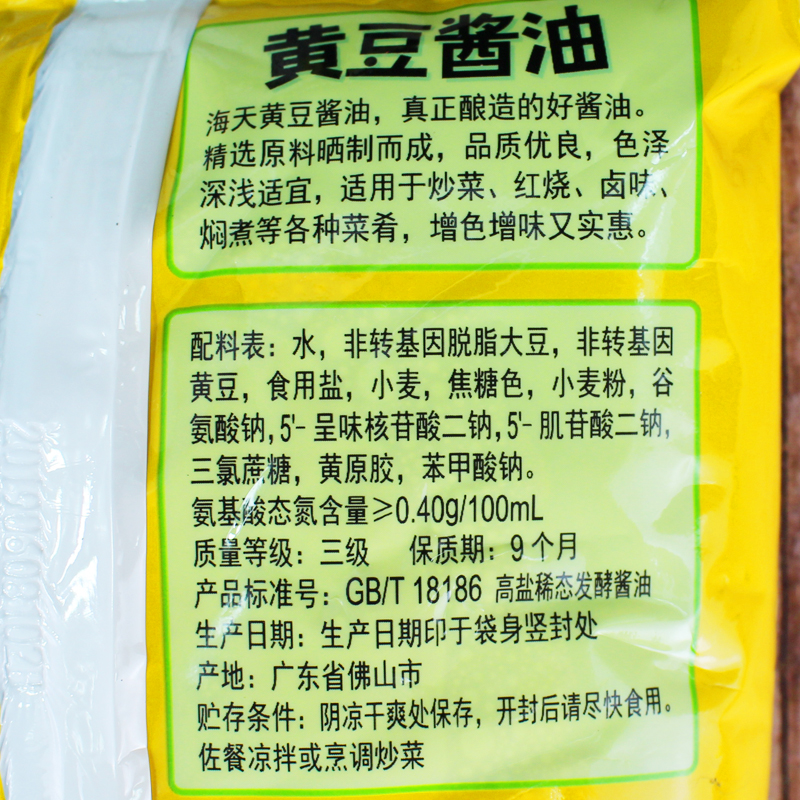 黄豆酱油
海天黄豆酱油，真正酿造的好酱油。
精选原料晒制而成，品质优良，色泽
深浅适宜，适用于炒菜、红烧、卤味、
焖煮等各种菜肴，增色增味又实惠。
配料表：水，非转基因脱脂大豆，非转基因
黄豆，食用盐，小麦，焦糖色，小麦粉，谷
氨酸钠，5'-呈味核苷酸二钠，5'-肌苷酸二钠，
三氯蔗糖，黄原胶，苯甲酸钠。
氨基酸态氮含量≥0.40g/100mL
质量等级：三级 保质期：9个月
产品标准号：GB/T 18186 高盐稀态发酵酱油
生产日期：生产日期印于袋身竖封处
产地：广东省佛山市
贮存条件：阴凉干爽处保存，开封后请尽快食用。
佐餐凉拌或烹调炒菜